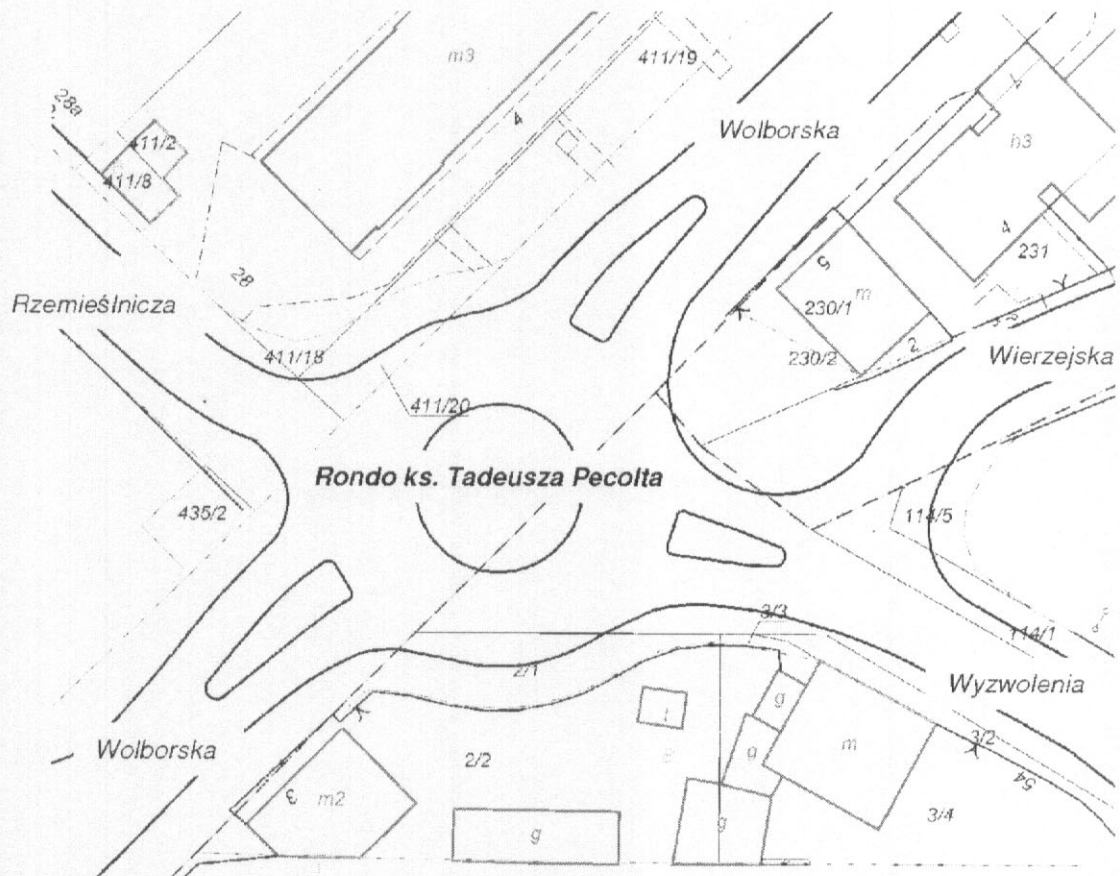 m3
411/19
28a
4
Wolborska
411/2
h3
411/8
4
231
28
5
230/1
m
Rzemieślnicza
2
411/18
230/2
Wierzejska
411/20
Rondo ks. Tadeusza Pecolta
435/2
114/5
3/3
114/1
2/1
Wyzwolenia
g
Wolborska
3/2
g
m
2/2
54
m2
3
3/4
g
g